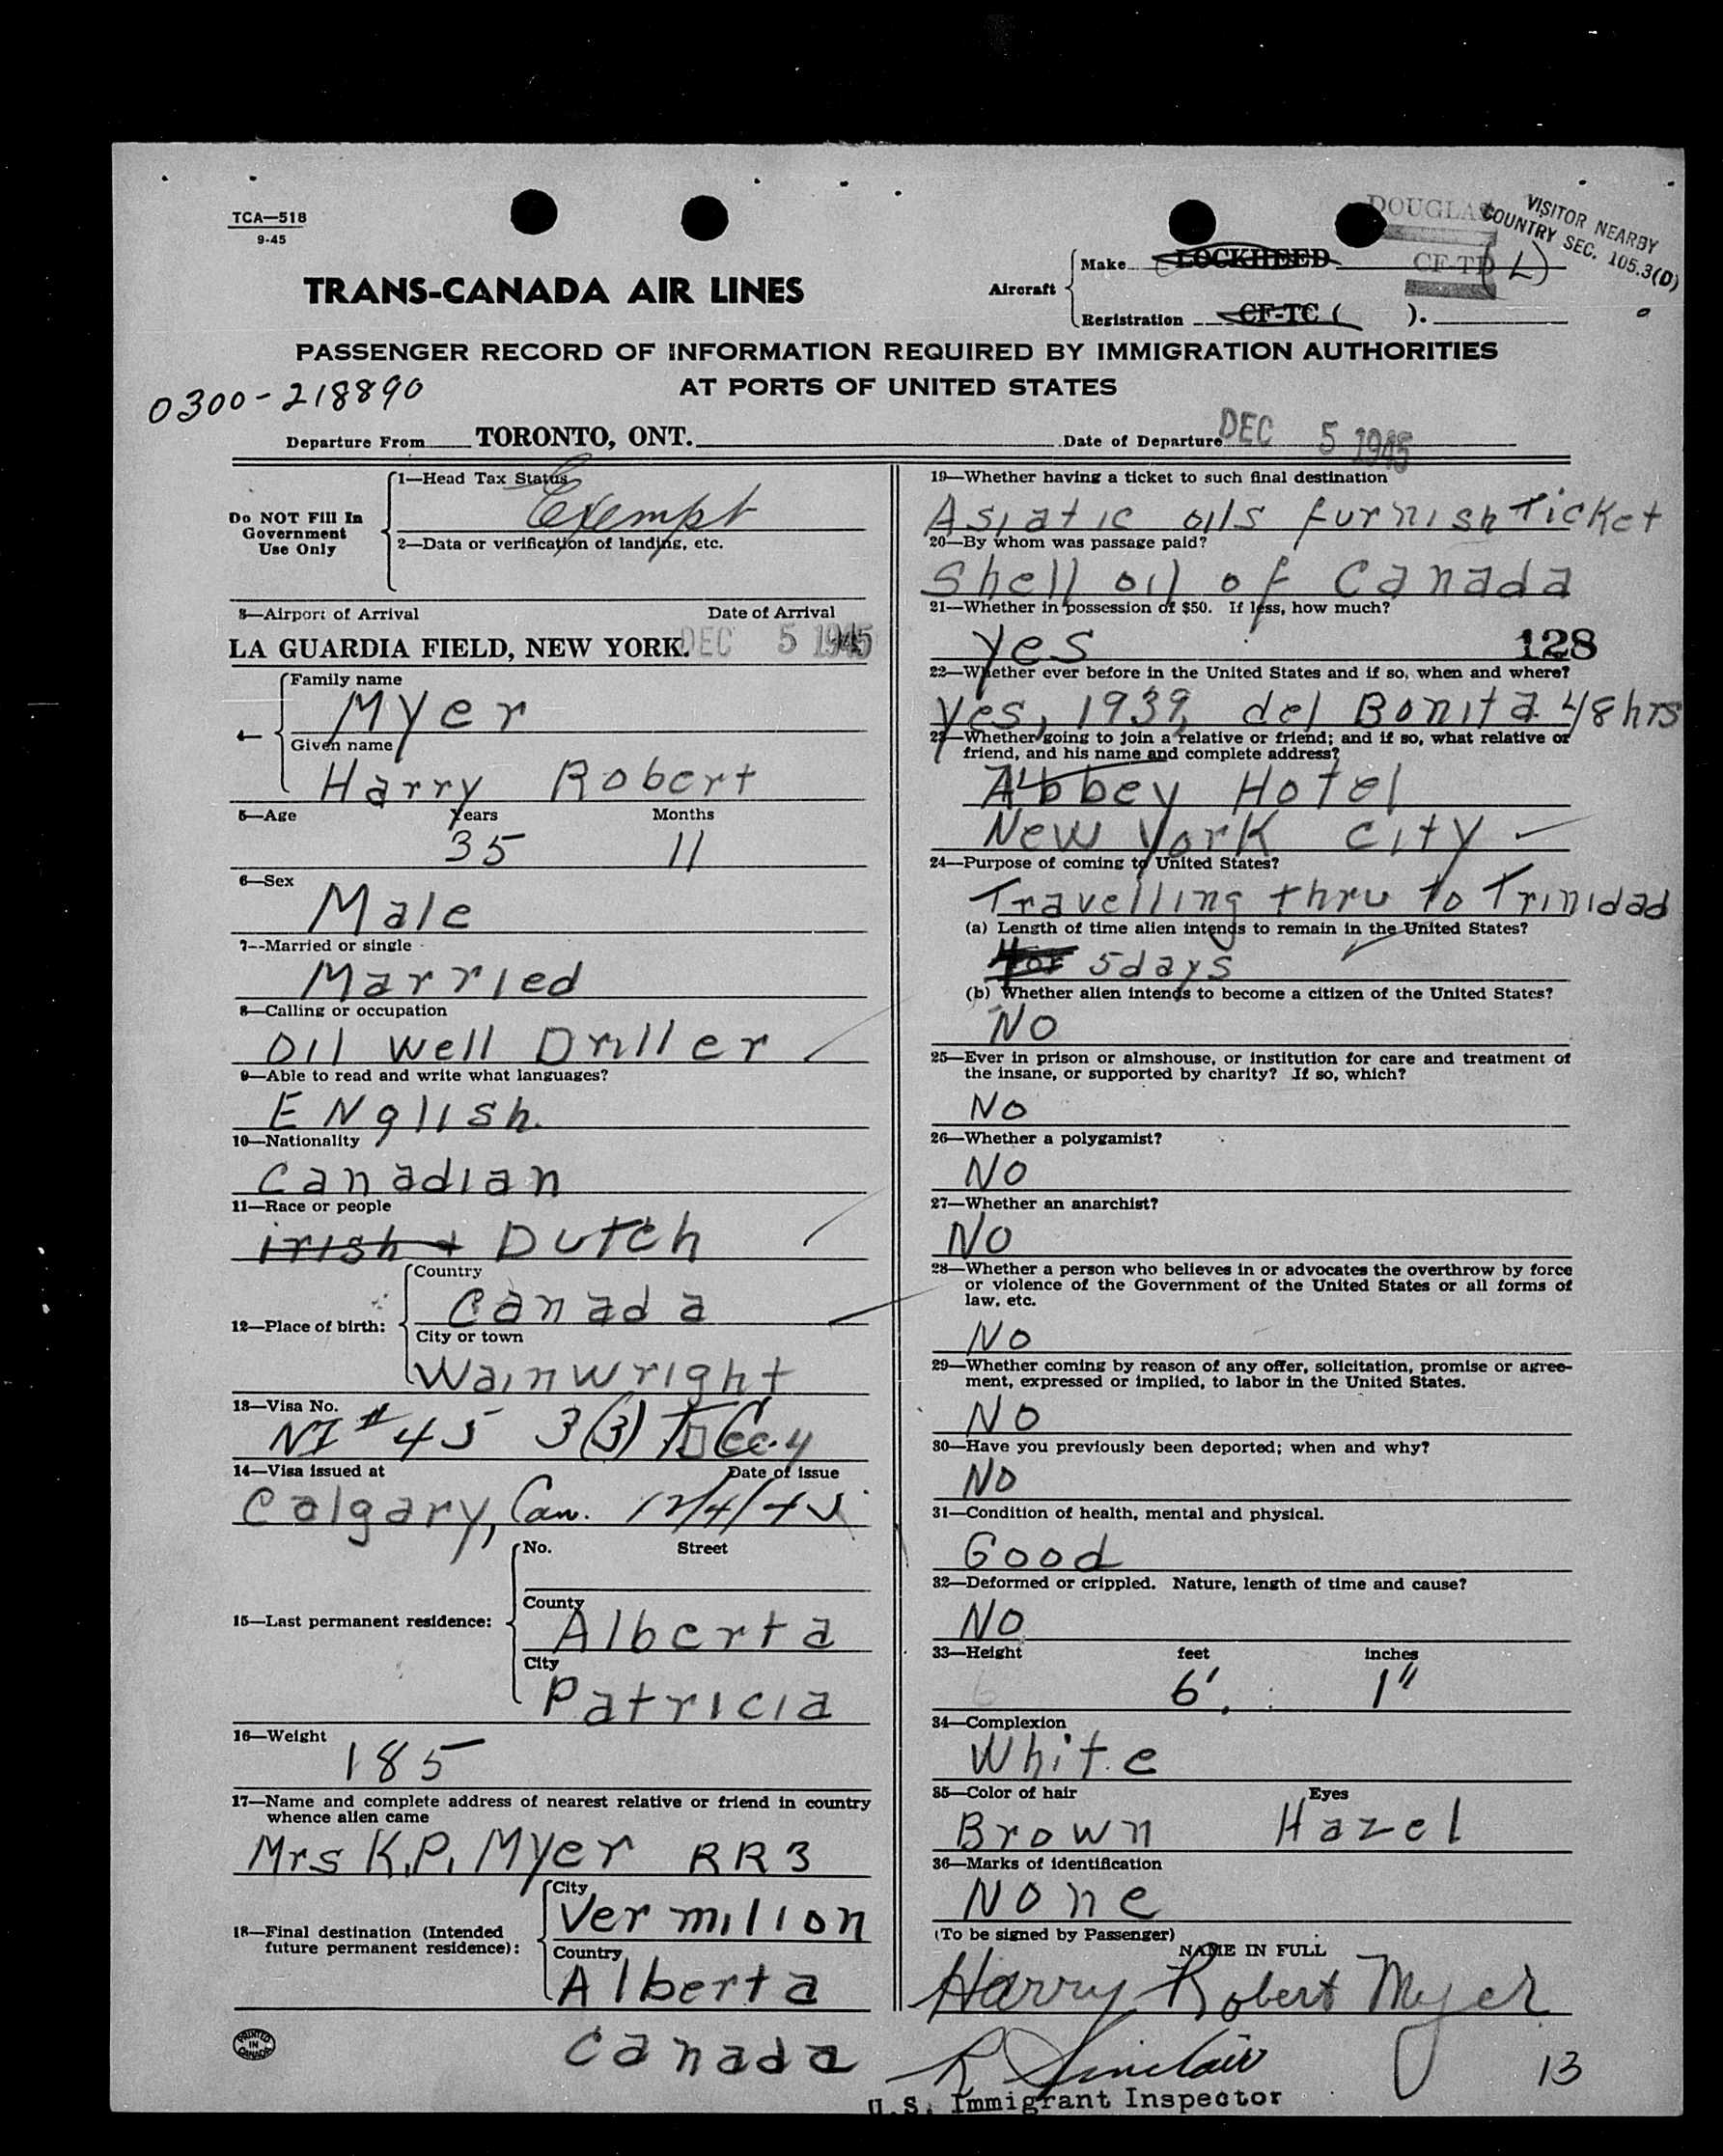 TCA—518
9-45
DOUGLAS
VISITOR NEARBY
COUNTRY SEC. 105.3(D)
TRANS-CANADA AIR LINES
Aircraft
Make LOCKHEED
CF-TD (L)
Registration CF-TC ( ).
PASSENGER RECORD OF INFORMATION REQUIRED BY IMMIGRATION AUTHORITIES
AT PORTS OF UNITED STATES
0300-218890
Departure From TORONTO, ONT. Date of Departure DEC 5 1945
Do NOT Fill In
Government
Use Only
1—Head Tax Status
Exempt
2—Data or verification of landing, etc.
3—Airport of Arrival Date of Arrival
LA GUARDIA FIELD, NEW YORK. DEC 5 1945
4—
Family name
Myer
Given name
Harry Robert
5—Age Years Months
35 11
6—Sex
Male
7--Married or single
Married
8—Calling or occupation
Oil well Driller
9—Able to read and write what languages?
ENglish.
10—Nationality
Canadian
11—Race or people
irish + Dutch
12—Place of birth:
Country
Canada
City or town
Wainwright
13—Visa No.
NI # 45 3(3) Dec. 4
14—Visa issued at Date of issue
Calgary, Can. 12/4/45
15—Last permanent residence:
No. Street
County
Alberta
City
Patricia
16—Weight
185
17—Name and complete address of nearest relative or friend in country
whence alien came
Mrs K.P. Myer RR3
18—Final destination (Intended
future permanent residence):
City
Vermilion
Country
Alberta
Canada
PRINTED
IN
CANADA
19—Whether having a ticket to such final destination
Asiatic oils furnish Ticket
20—By whom was passage paid?
Shell oil of Canada
21—Whether in possession of $50. If less, how much?
yes 128
22—Whether ever before in the United States and if so, when and where?
yes, 1939, del Bonita 48 hrs
23—Whether going to join a relative or friend; and if so, what relative or
friend, and his name and complete address?
Abbey Hotel
New York City
24—Purpose of coming to United States?
Travelling thru to Trinidad
(a) Length of time alien intends to remain in the United States?
5 days
(b) Whether alien intends to become a citizen of the United States?
NO
25—Ever in prison or almshouse, or institution for care and treatment of
the insane, or supported by charity? If so, which?
No
26—Whether a polygamist?
NO
27—Whether an anarchist?
NO
28—Whether a person who believes in or advocates the overthrow by force
or violence of the Government of the United States or all forms of
law, etc.
NO
29—Whether coming by reason of any offer, solicitation, promise or agree-
ment, expressed or implied, to labor in the United States.
NO
30—Have you previously been deported; when and why?
NO
31—Condition of health, mental and physical.
Good
32—Deformed or crippled. Nature, length of time and cause?
NO
33—Height feet inches
6' 1"
34—Complexion
White
35—Color of hair Eyes
Brown Hazel
36—Marks of identification
None
(To be signed by Passenger)
NAME IN FULL
Harry Robert Myer
R Sinclair 13
U.S. Immigrant Inspector